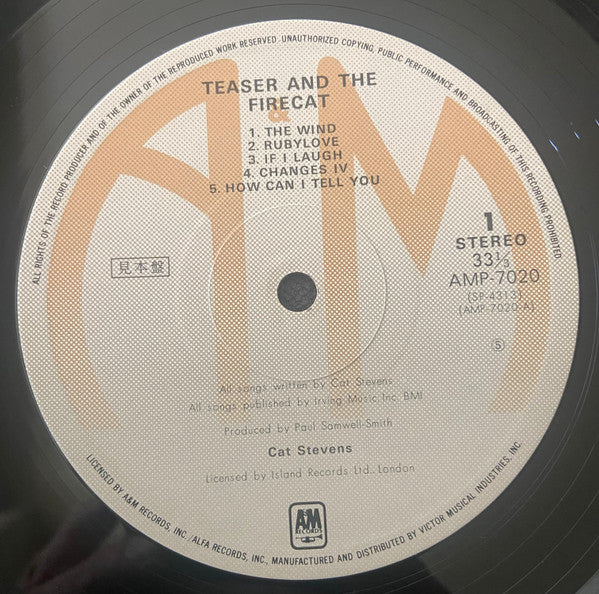 ALL RIGHTS OF THE RECORD PRODUCER AND OF THE OWNER OF THE REPRODUCED WORK RESERVED. UNAUTHORIZED COPYING, PUBLIC PERFORMANCE AND BROADCASTING OF THIS RECORDING PROHIBITED
TEASER AND THE
FIRECAT
A&M
1. THE WIND
2. RUBYLOVE
3. IF I LAUGH
4. CHANGES IV
5. HOW CAN I TELL YOU
1
STEREO
33⅓
AMP-7020
(SP-4313)
(AMP-7020-A)
見本盤
⑤
All songs written by Cat Stevens
All songs published by Irving Music Inc. BMI
Produced by Paul Samwell-Smith
Cat Stevens
Licensed by Island Records Ltd., London
AM
RECORDS
LICENSED BY A&M RECORDS, INC./ALFA RECORDS, INC., MANUFACTURED AND DISTRIBUTED BY VICTOR MUSICAL INDUSTRIES, INC.